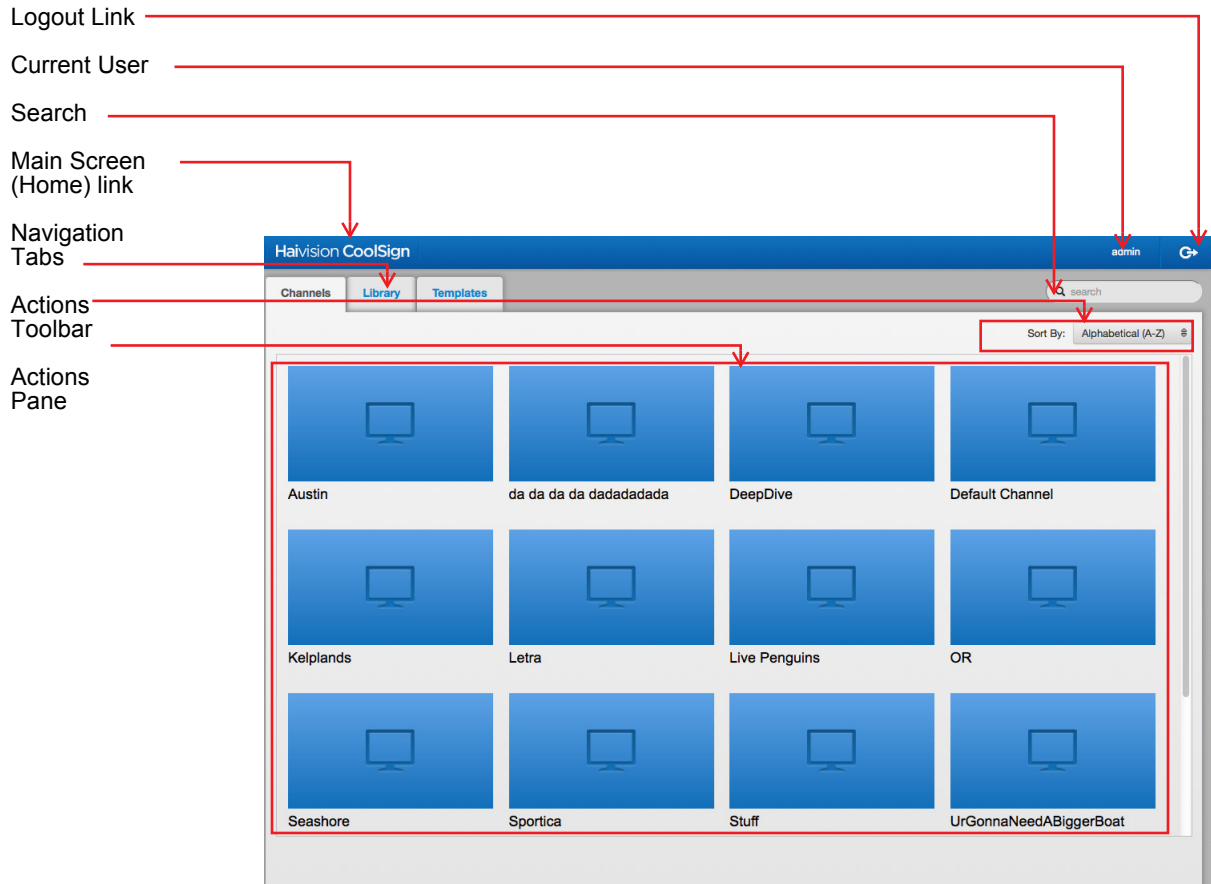 Logout Link
Current User
Search
Main Screen
(Home) link
Navigation
Tabs
Actions
Toolbar
Actions
Pane
Haivision CoolSign
admin
Channels Library Templates
search
Sort By: Alphabetical (A-Z)
Austin da da da da dadadadada DeepDive Default Channel
Kelplands Letra Live Penguins OR
Seashore Sportica Stuff UrGonnaNeedABiggerBoat